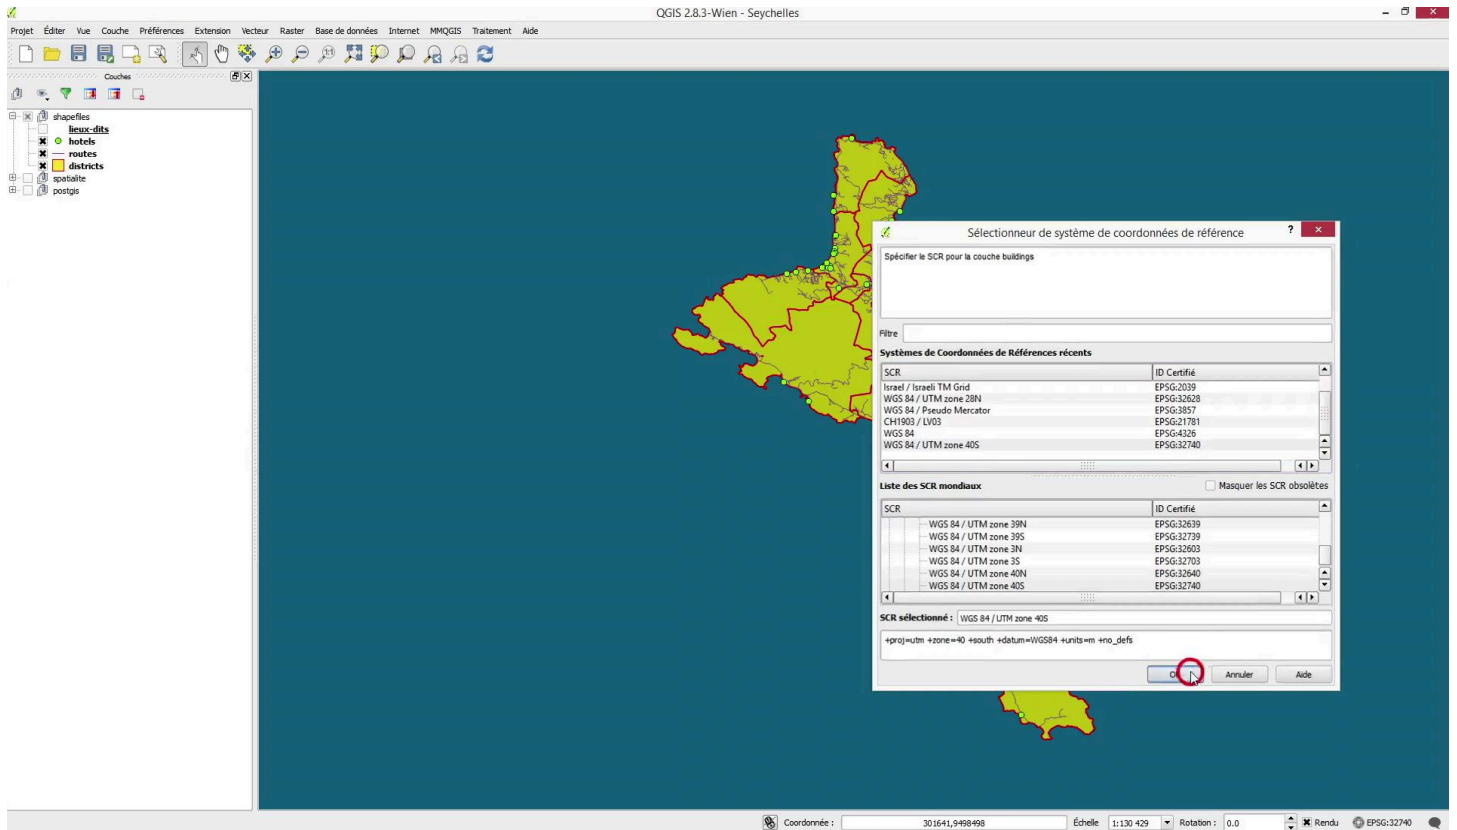 QGIS 2.8.3-Wien - Seychelles
Projet Éditer Vue Couche Préférences Extension Vecteur Raster Base de données Internet MMQGIS Traitement Aide
Couches
shapefiles
lieux-dits
hotels
routes
districts
spatialite
postgis
Sélectionneur de système de coordonnées de référence
Spécifier le SCR pour la couche buildings
Filtre
Systèmes de Coordonnées de Références récents
SCR ID Certifié
Israel / Israeli TM Grid EPSG:2039
WGS 84 / UTM zone 28N EPSG:32628
WGS 84 / Pseudo Mercator EPSG:3857
CH1903 / LV03 EPSG:21781
WGS 84 EPSG:4326
WGS 84 / UTM zone 40S EPSG:32740
Liste des SCR mondiaux Masquer les SCR obsolètes
SCR ID Certifié
WGS 84 / UTM zone 39N EPSG:32639
WGS 84 / UTM zone 39S EPSG:32739
WGS 84 / UTM zone 3N EPSG:32603
WGS 84 / UTM zone 3S EPSG:32703
WGS 84 / UTM zone 40N EPSG:32640
WGS 84 / UTM zone 40S EPSG:32740
SCR sélectionné : WGS 84 / UTM zone 40S
+proj=utm +zone=40 +south +datum=WGS84 +units=m +no_defs
Annuler Aide
Coordonnée : 301641,9498498 Échelle 1:130 429 Rotation : 0.0 Rendu EPSG:32740